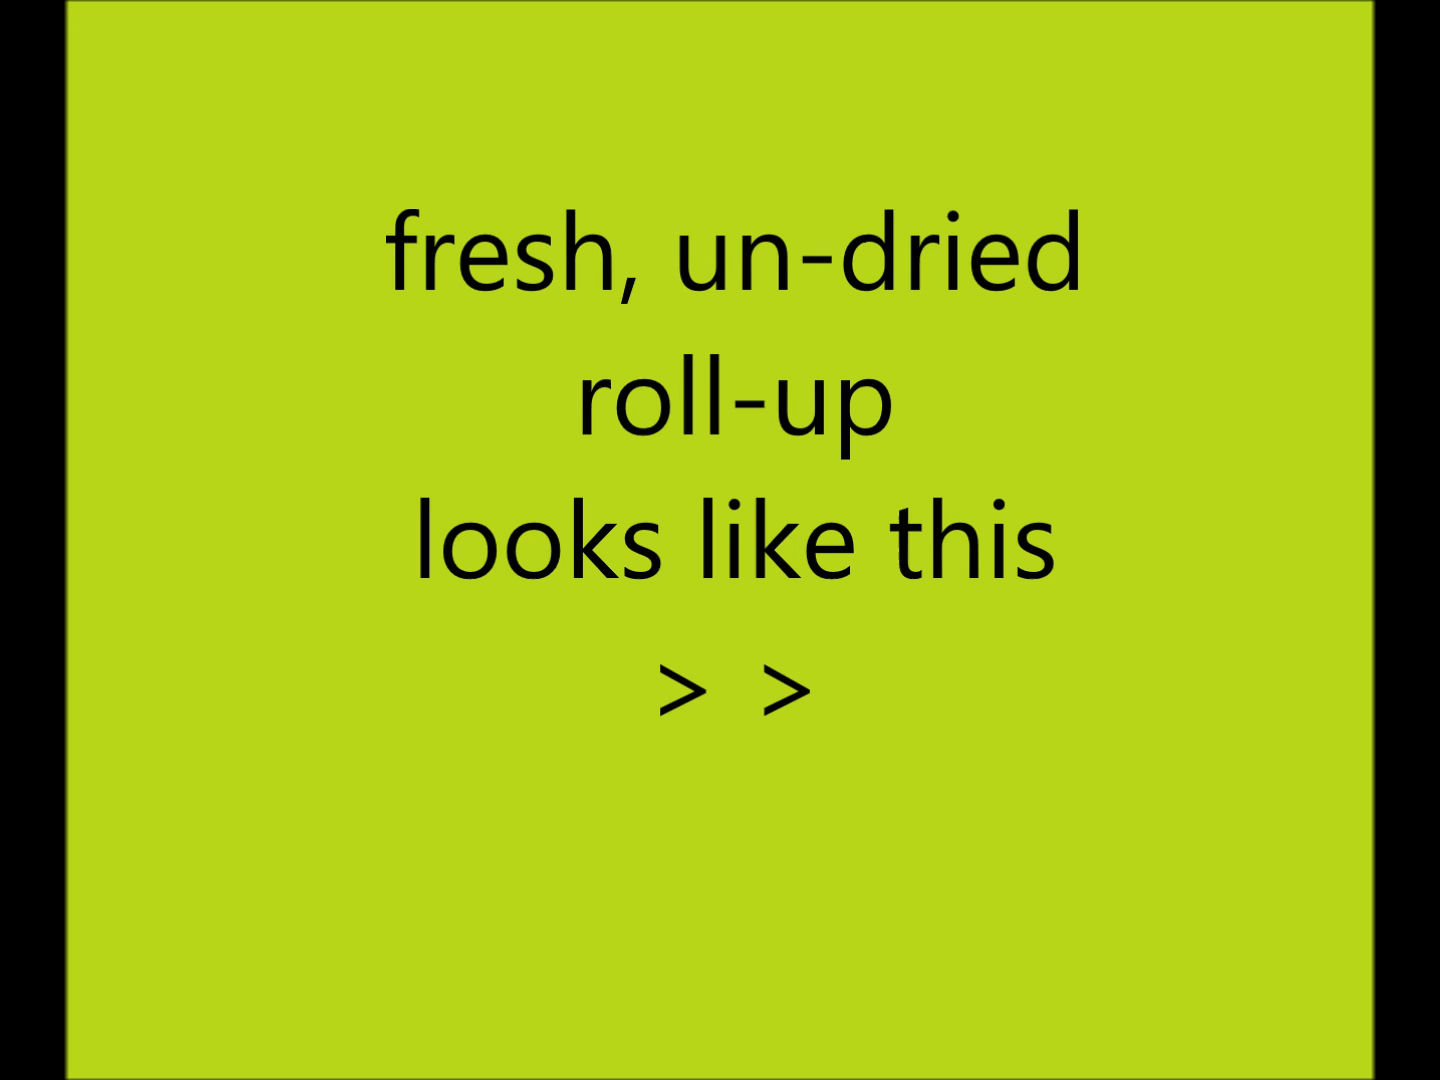 fresh, un-dried
roll-up
looks like this
> >